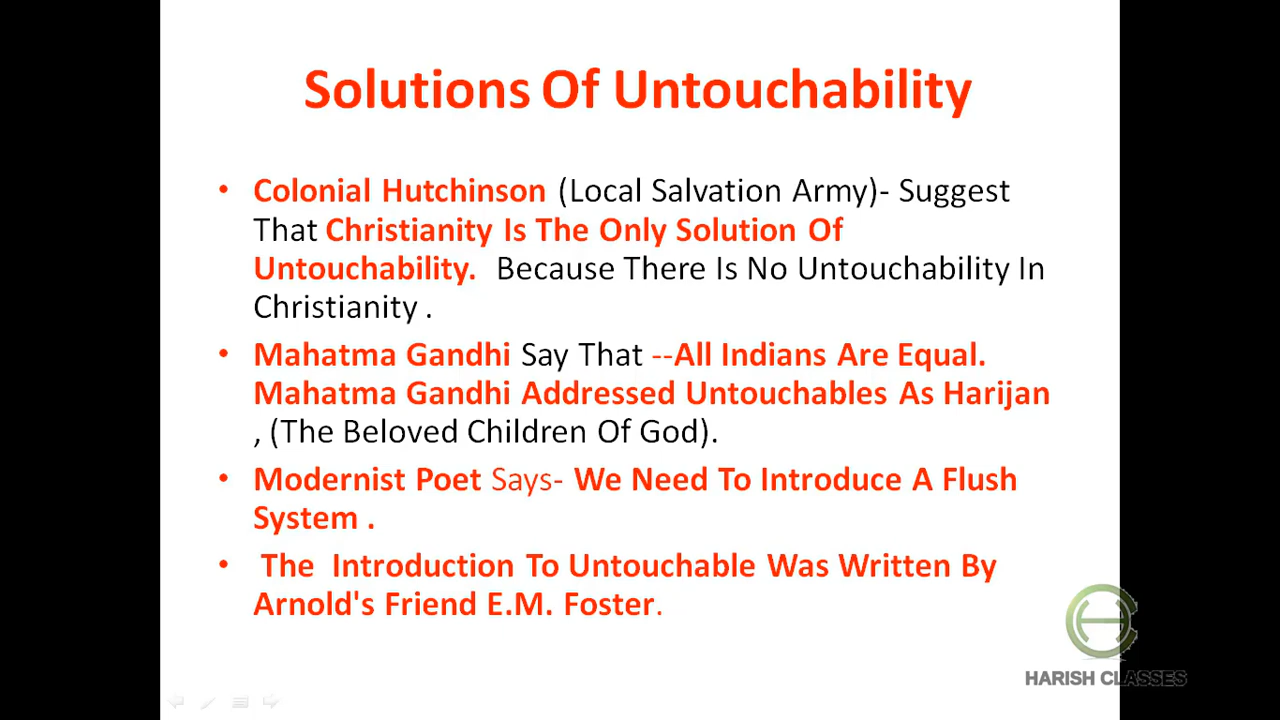 Solutions Of Untouchability
• Colonial Hutchinson (Local Salvation Army)- Suggest
That Christianity Is The Only Solution Of
Untouchability. Because There Is No Untouchability In
Christianity .
• Mahatma Gandhi Say That --All Indians Are Equal.
Mahatma Gandhi Addressed Untouchables As Harijan
, (The Beloved Children Of God).
• Modernist Poet Says- We Need To Introduce A Flush
System .
• The Introduction To Untouchable Was Written By
Arnold's Friend E.M. Foster.
HARISH CLASSES